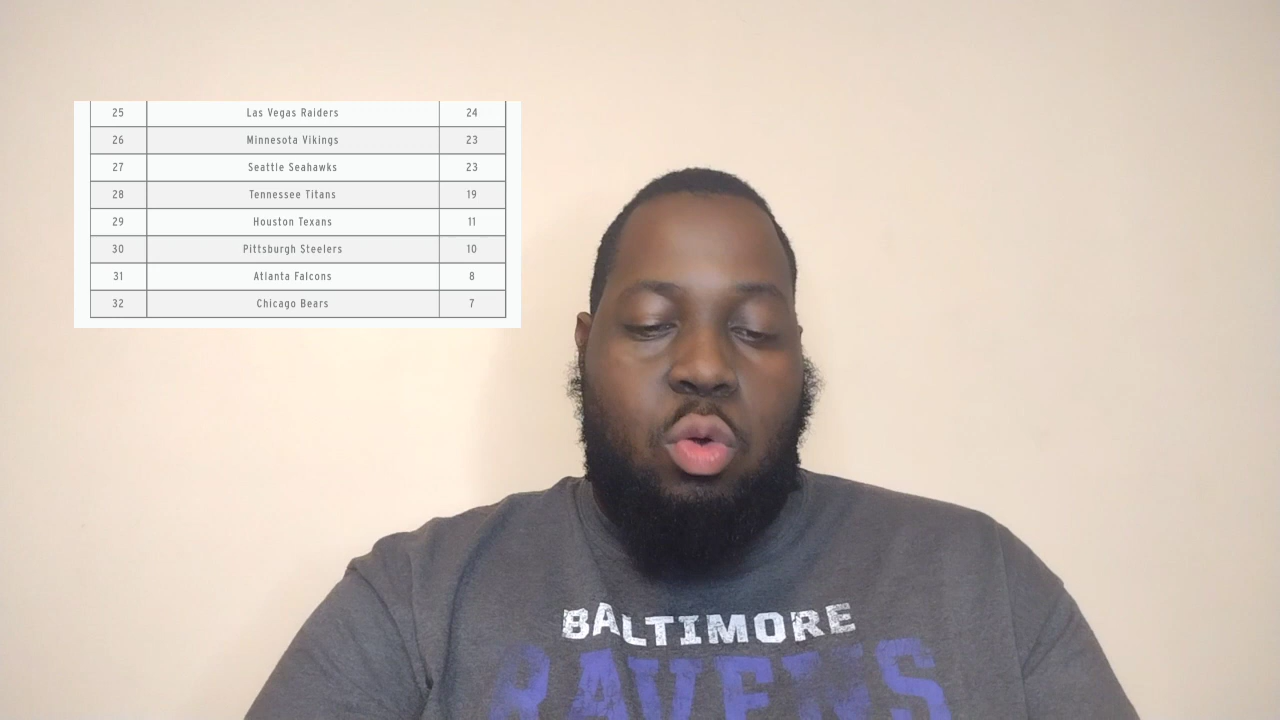 25 Las Vegas Raiders 24
26 Minnesota Vikings 23
27 Seattle Seahawks 23
28 Tennessee Titans 19
29 Houston Texans 11
30 Pittsburgh Steelers 10
31 Atlanta Falcons 8
32 Chicago Bears 7
BALTIMORE
RAVENS